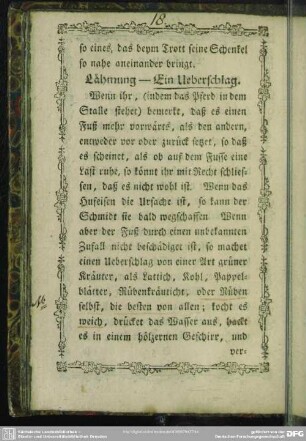 18.
so eines, das beym Trott seine Schenkel
so nahe aneinander bringt.
Lähmung — Ein Ueberschlag.
Wenn ihr, (indem das Pferd in dem
Stalle stehet) bemerkt, daß es einen
Fuß mehr vorwärts, als den andern,
entweder vor oder zurück setzet, so daß
es scheinet, als ob auf dem Fusse eine
Last ruhe, so könnt ihr mit Recht schlies-
sen, daß es nicht wohl ist. Wenn das
Hufeisen die Ursache ist, so kann der
Schmidt sie bald wegschaffen. Wenn
aber der Fuß durch einen unbekannten
Zufall nicht beschädiget ist, so machet
einen Ueberschlag von einer Art grüner
Kräuter, als Lattich, Kohl, Pappel-
blätter, Rübenkräuticht, oder Rüben
selbst, die besten von allen; kocht es
weich, drücket das Wasser aus, hackt
es in einem hölzernen Geschirr, und
ver-